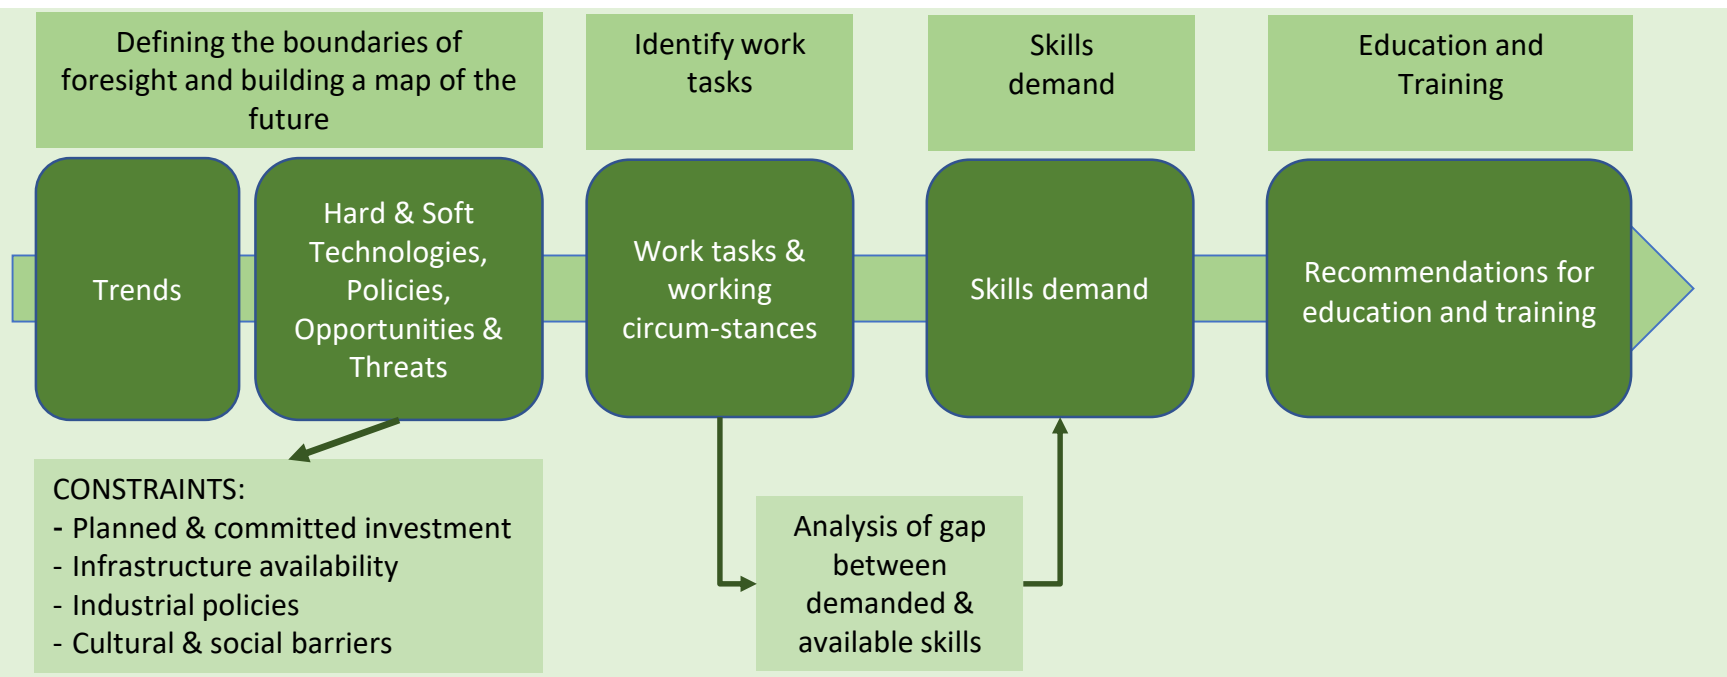 Defining the boundaries of
foresight and building a map of the
future
Identify work
tasks
Skills
demand
Education and
Training
Trends
Hard & Soft
Technologies,
Policies,
Opportunities &
Threats
Work tasks &
working
circum-stances
Skills demand
Recommendations for
education and training
CONSTRAINTS:
- Planned & committed investment
- Infrastructure availability
- Industrial policies
- Cultural & social barriers
Analysis of gap
between
demanded &
available skills